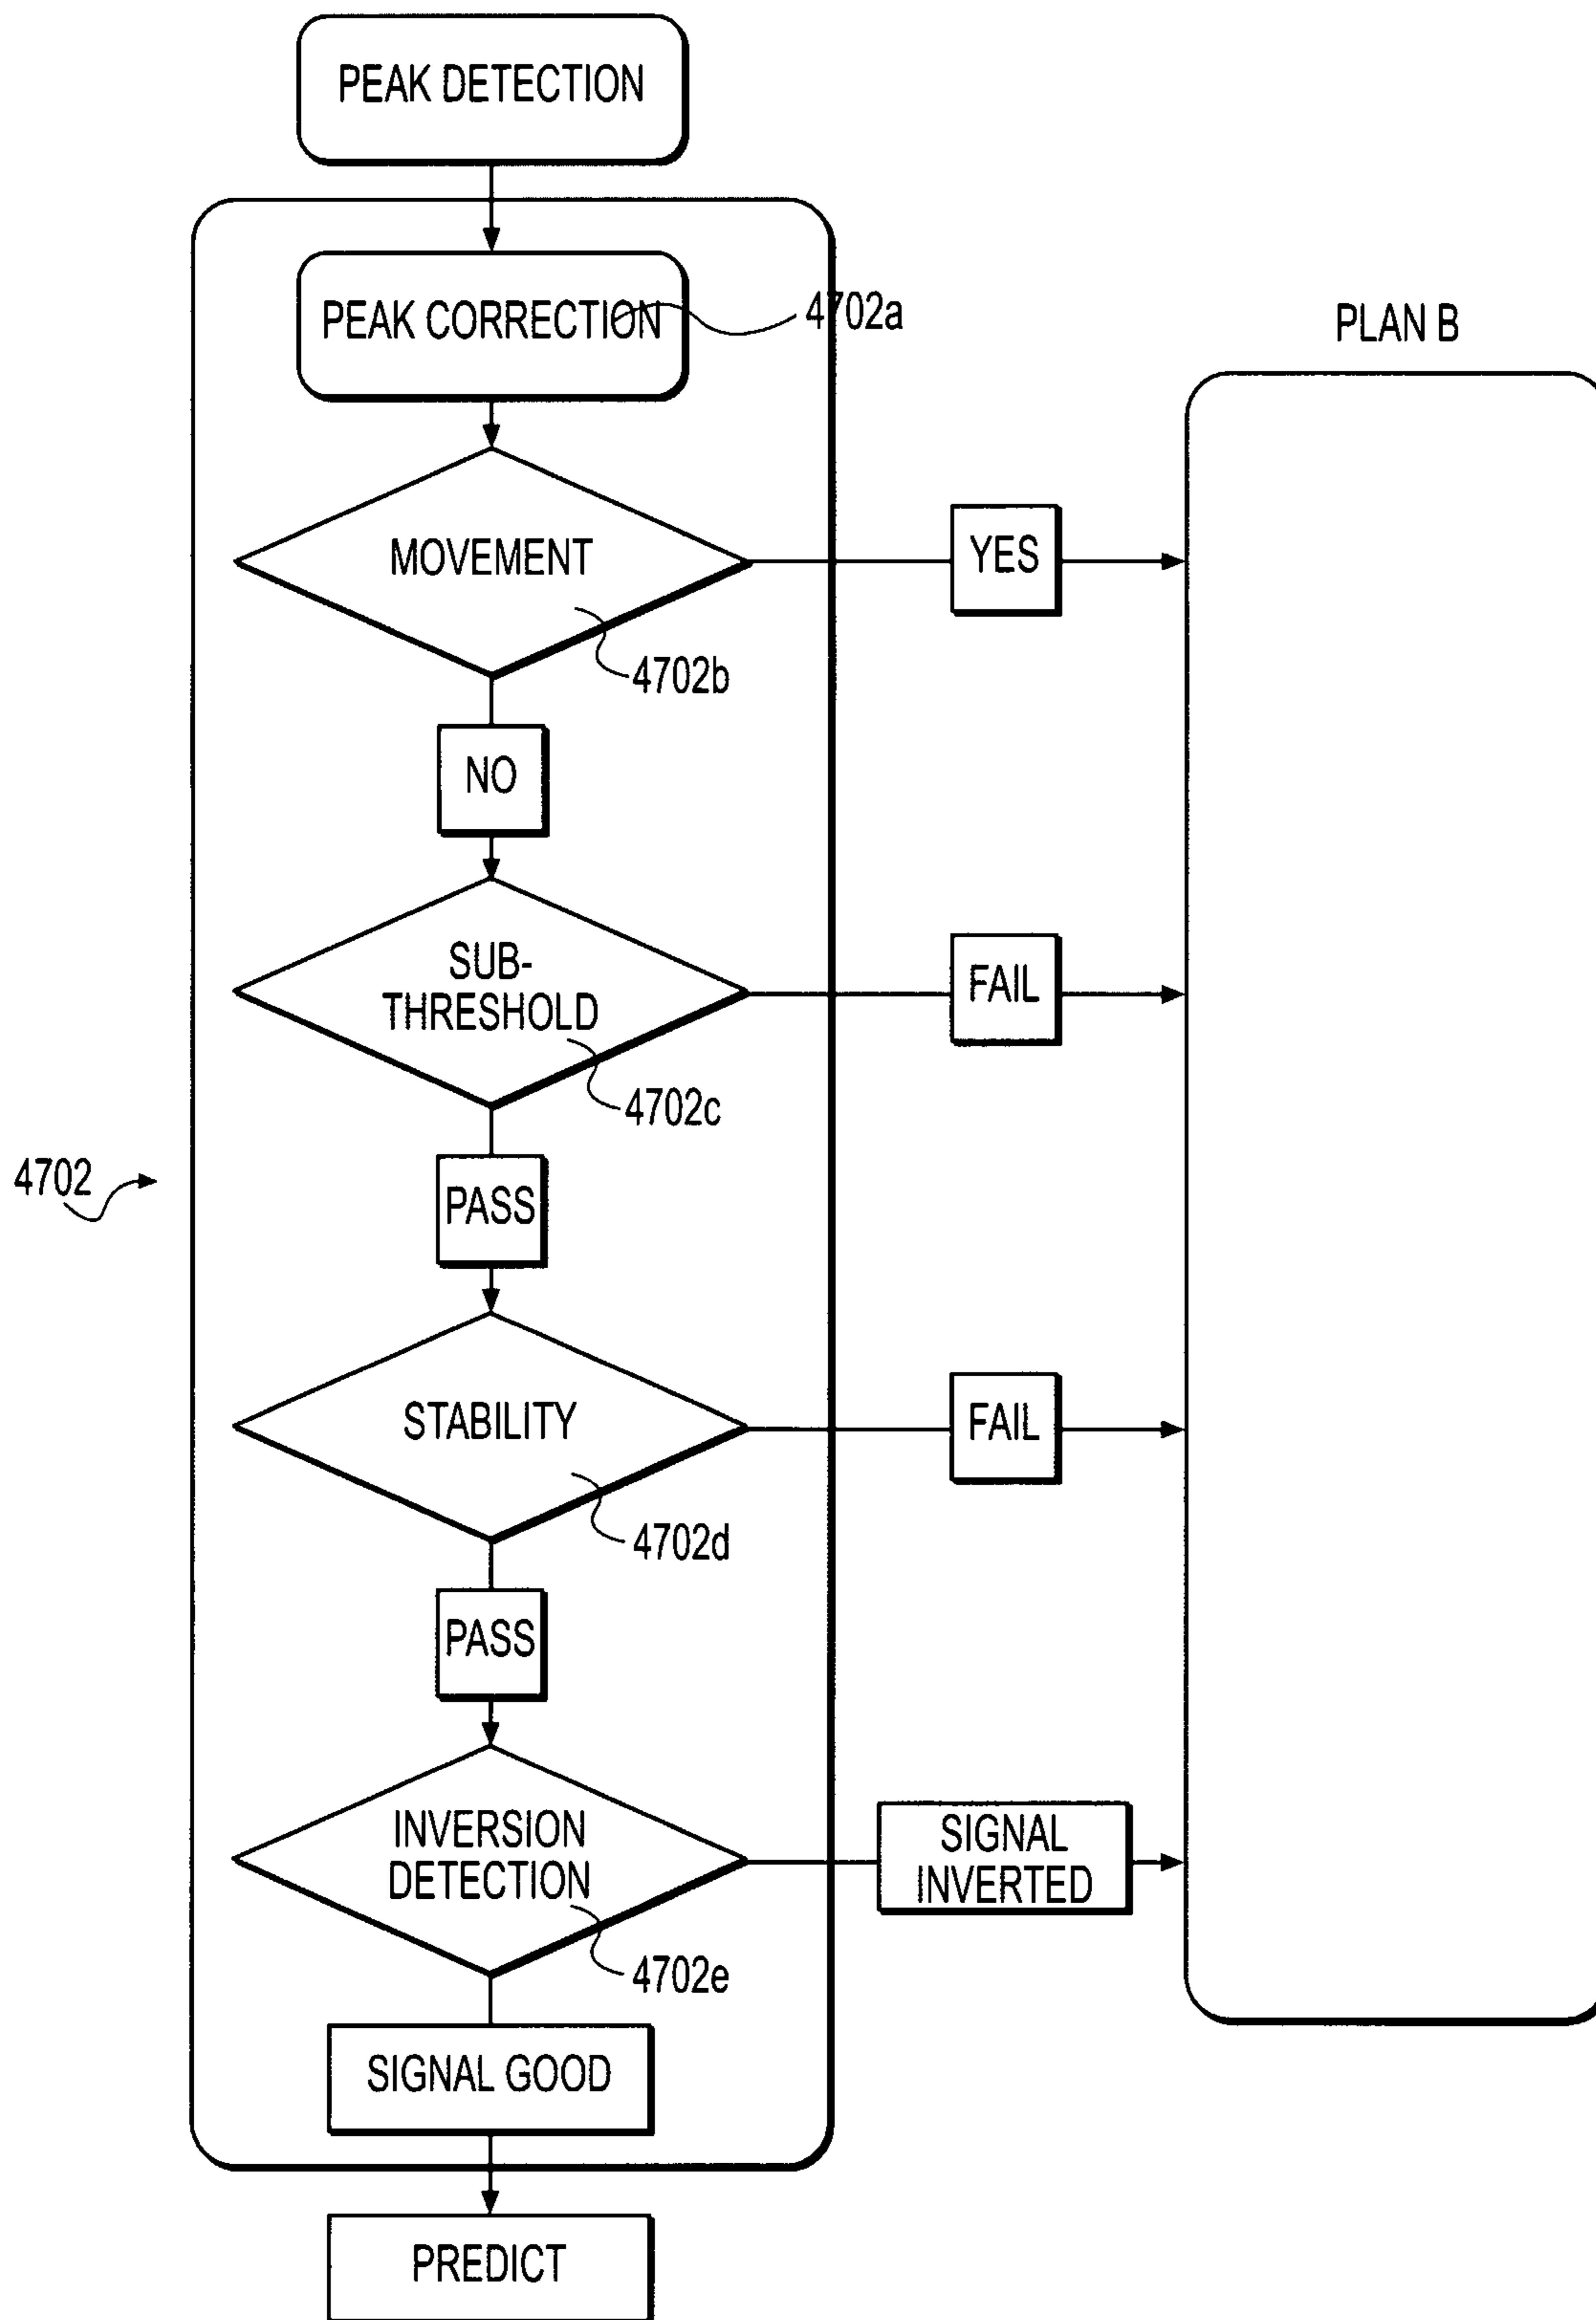 PEAK DETECTION
PEAK CORRECTION
4702a
PLAN B
MOVEMENT
YES
4702b
NO
SUB-
THRESHOLD
FAIL
4702c
4702
PASS
STABILITY
FAIL
4702d
PASS
INVERSION
DETECTION
SIGNAL
INVERTED
4702e
SIGNAL GOOD
PREDICT